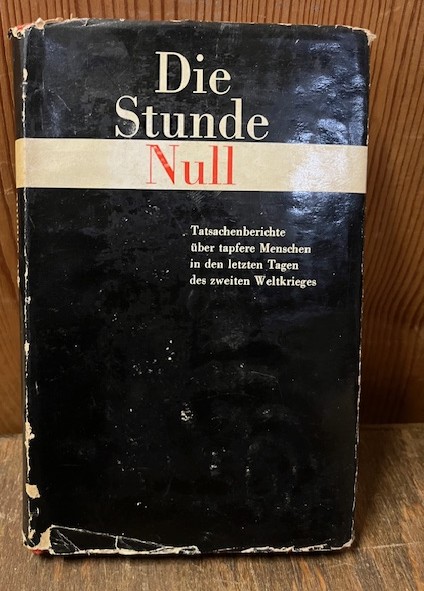 Die
Stunde
Null
Tatsachenberichte
über tapfere Menschen
in den letzten Tagen
des zweiten Weltkrieges